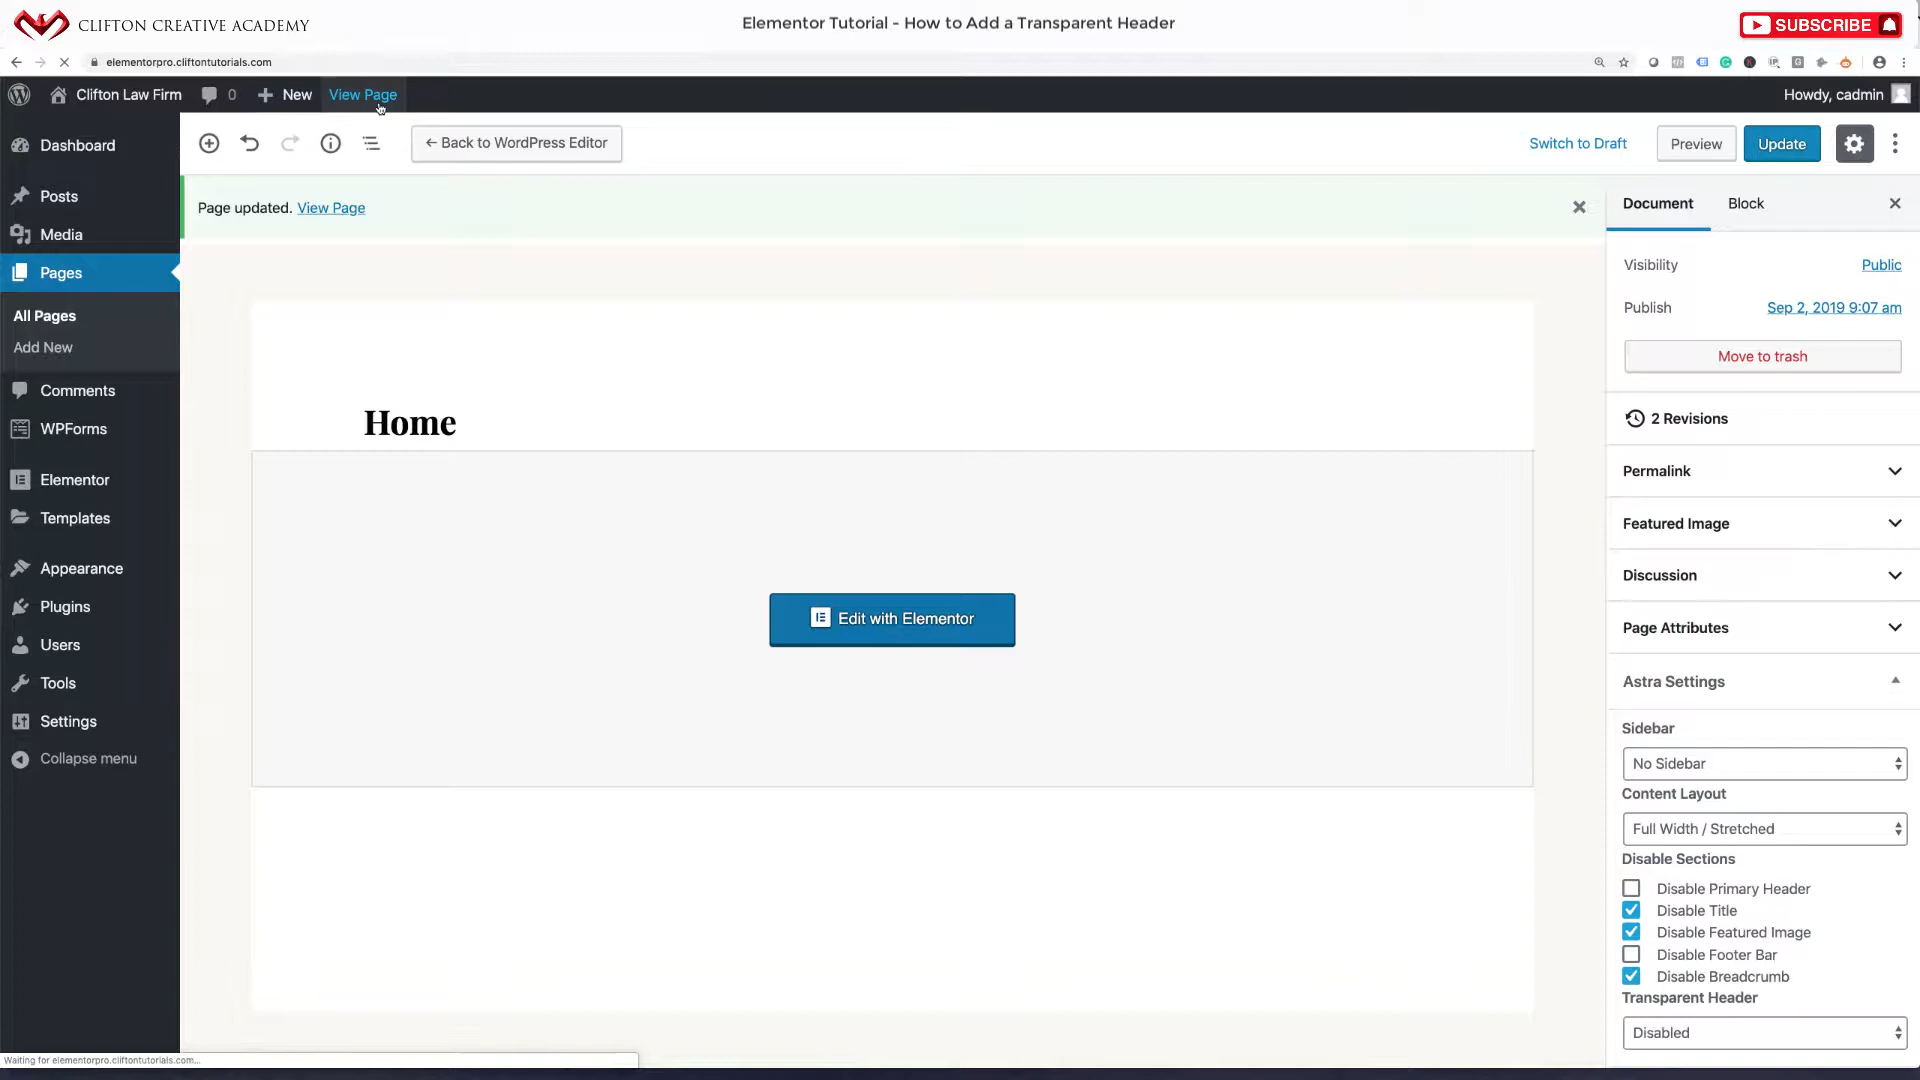 CLIFTON CREATIVE ACADEMY
Elementor Tutorial - How to Add a Transparent Header
SUBSCRIBE
elementorpro.cliftontutorials.com
Clifton Law Firm 0 + New View Page
Howdy, cadmin
Dashboard
Posts
Media
Pages
All Pages
Add New
Comments
WPForms
Elementor
Templates
Appearance
Plugins
Users
Tools
Settings
Collapse menu
← Back to WordPress Editor
Switch to Draft
Preview
Update
Page updated. View Page
Home
Edit with Elementor
Document
Block
Visibility
Public
Publish
Sep 2, 2019 9:07 am
Move to trash
2 Revisions
Permalink
Featured Image
Discussion
Page Attributes
Astra Settings
Sidebar
No Sidebar
Content Layout
Full Width / Stretched
Disable Sections
Disable Primary Header
Disable Title
Disable Featured Image
Disable Footer Bar
Disable Breadcrumb
Transparent Header
Disabled
Waiting for elementorpro.cliftontutorials.com...